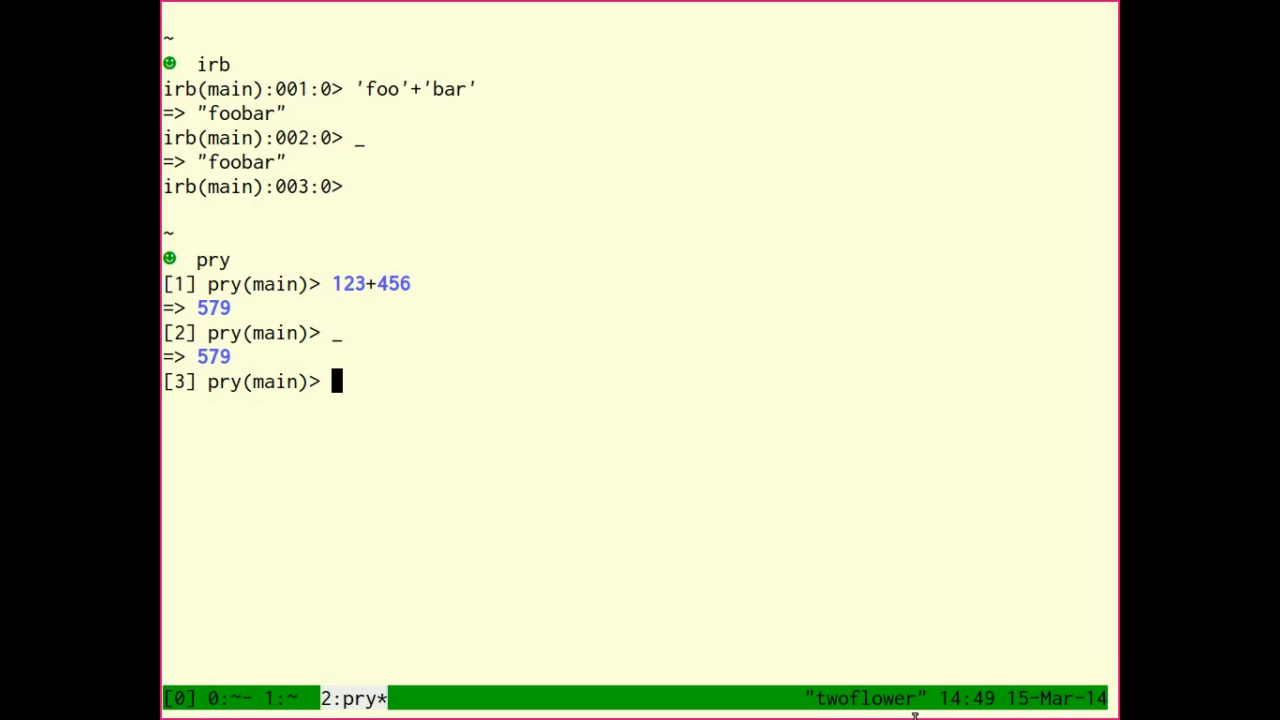 ~
☻ irb
irb(main):001:0> 'foo'+'bar'
=> "foobar"
irb(main):002:0> _
=> "foobar"
irb(main):003:0>
~
☻ pry
[1] pry(main)> 123+456
=> 579
[2] pry(main)> _
=> 579
[3] pry(main)>
[0] 0:~- 1:~ 2:pry* "twoflower" 14:49 15-Mar-14